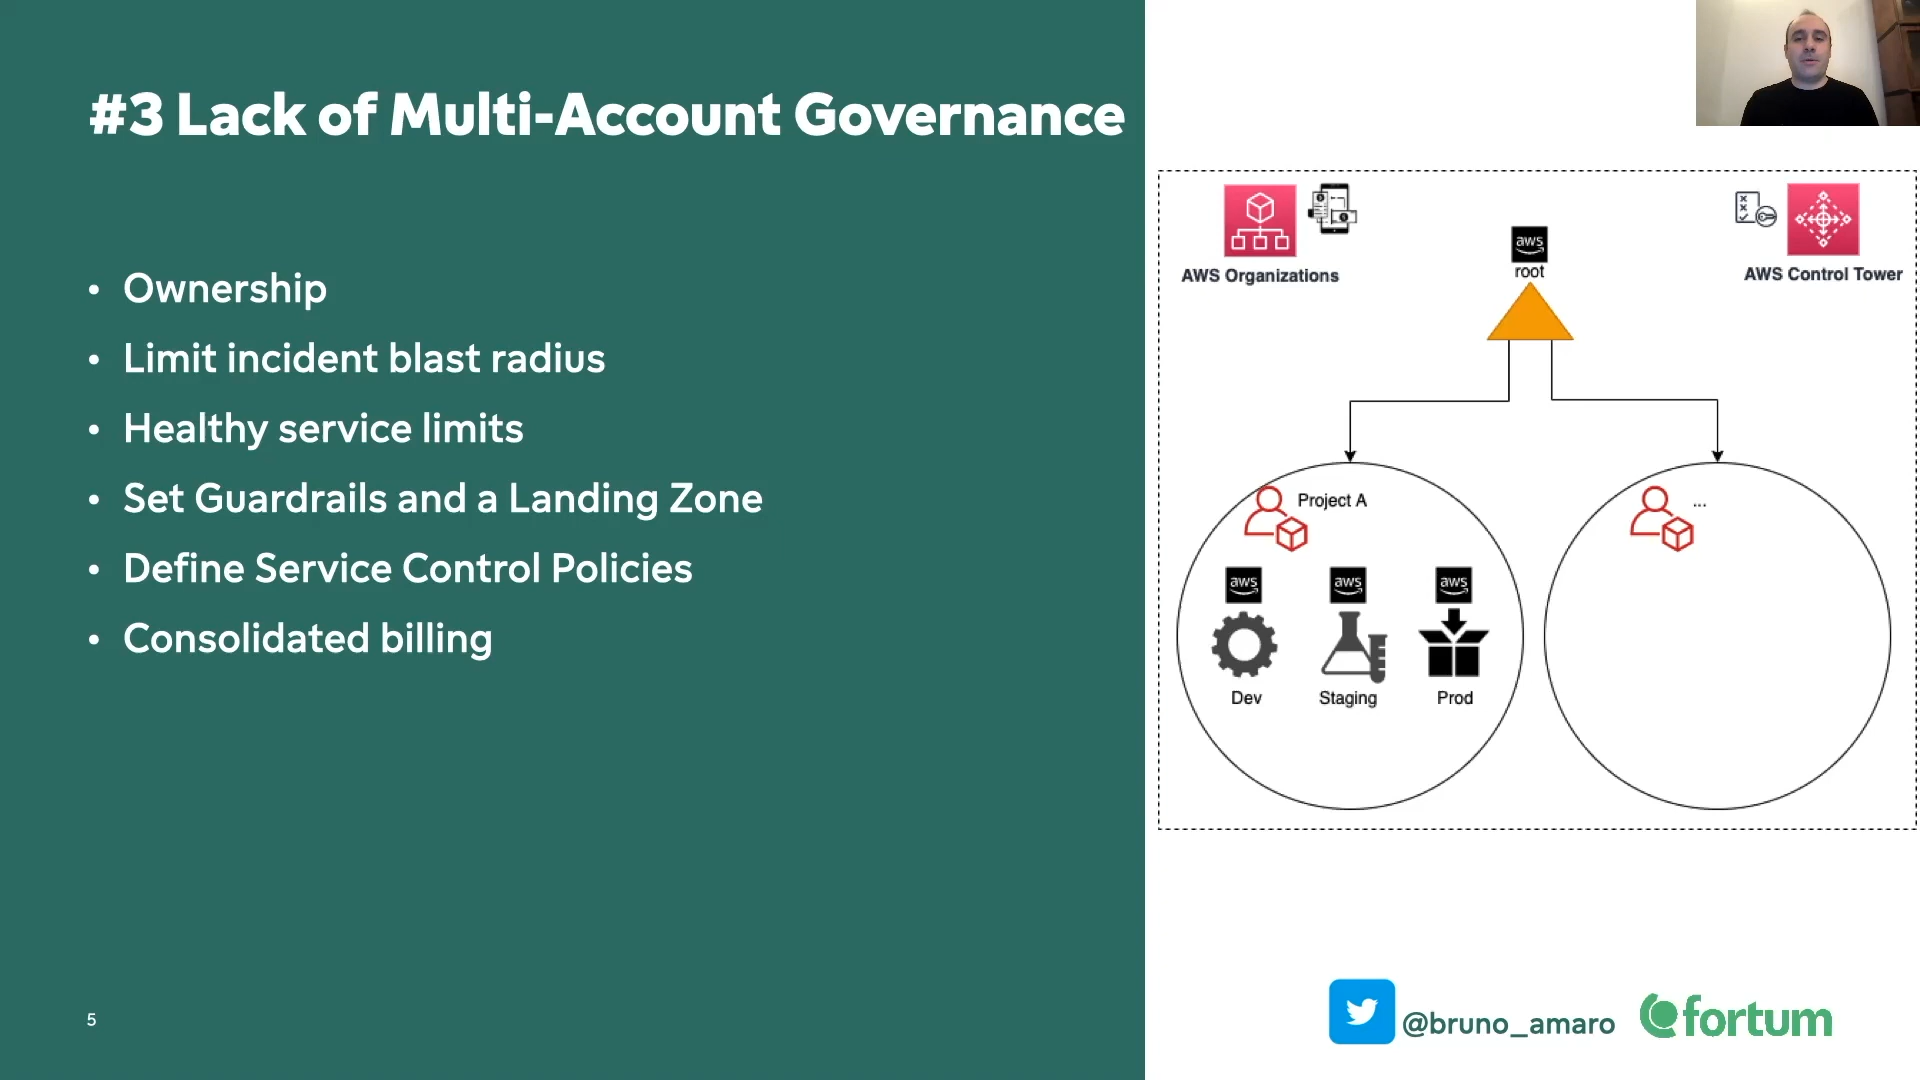 #3 Lack of Multi-Account Governance
• Ownership
• Limit incident blast radius
• Healthy service limits
• Set Guardrails and a Landing Zone
• Define Service Control Policies
• Consolidated billing
5
AWS Organizations
aws
root
AWS Control Tower
Project A
...
aws
aws
aws
Dev
Staging
Prod
@bruno_amaro
fortum